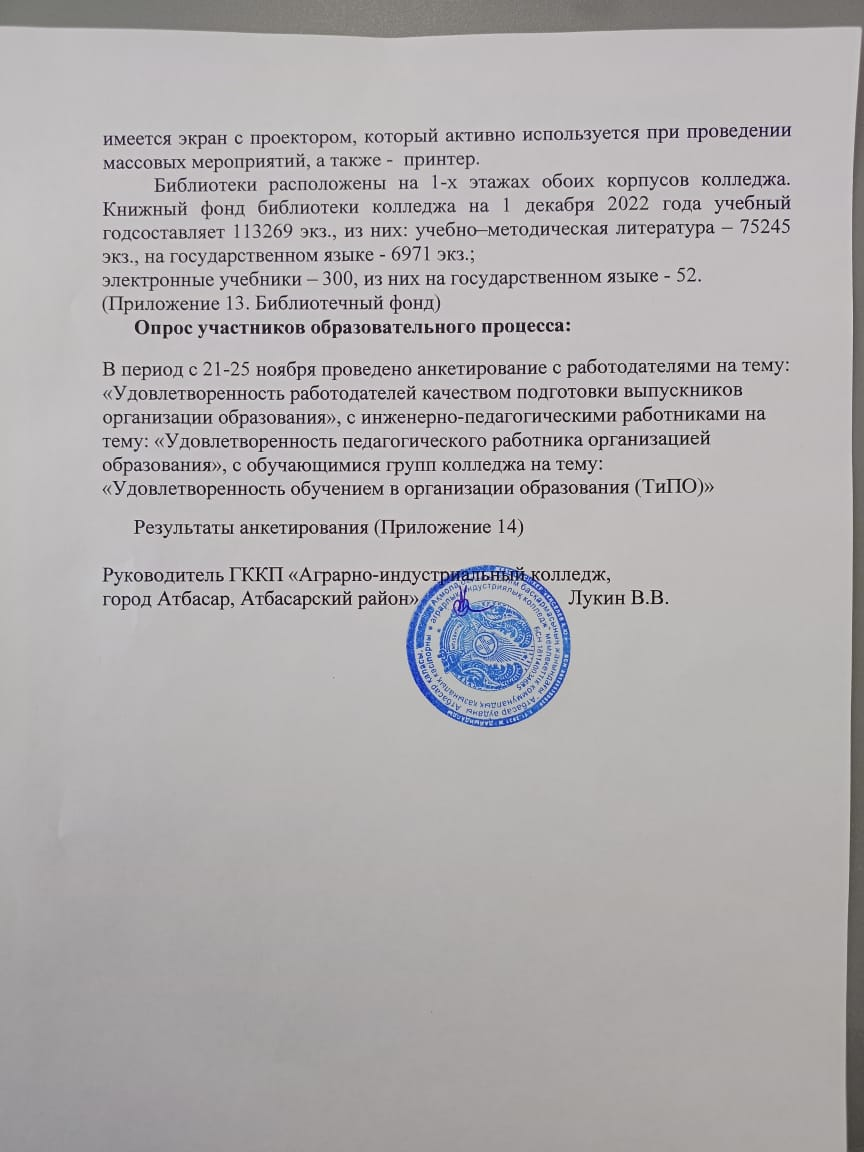 имеется экран с проектором, который активно используется при проведении
массовых мероприятий, а также - принтер.
Библиотеки расположены на 1-х этажах обоих корпусов колледжа.
Книжный фонд библиотеки колледжа на 1 декабря 2022 года учебный
годсоставляет 113269 экз., из них: учебно–методическая литература – 75245
экз., на государственном языке - 6971 экз.;
электронные учебники – 300, из них на государственном языке - 52.
(Приложение 13. Библиотечный фонд)
Опрос участников образовательного процесса:
В период с 21-25 ноября проведено анкетирование с работодателями на тему:
«Удовлетворенность работодателей качеством подготовки выпускников
организации образования», с инженерно-педагогическими работниками на
тему: «Удовлетворенность педагогического работника организацией
образования», с обучающимися групп колледжа на тему:
«Удовлетворенность обучением в организации образования (ТиПО)»
Результаты анкетирования (Приложение 14)
Руководитель ГККП «Аграрно-индустриальный колледж,
город Атбасар, Атбасарский район» Лукин В.В.